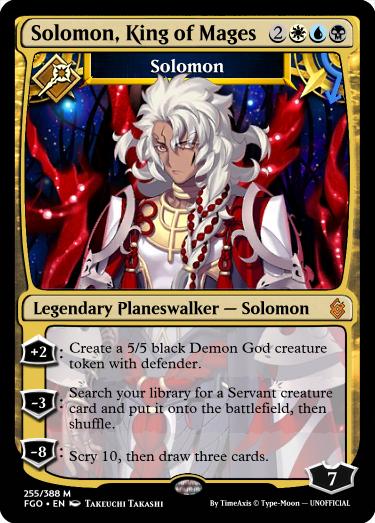 Solomon, King of Mages 2
Solomon
Legendary Planeswalker — Solomon
+2: Create a 5/5 black Demon God creature
token with defender.
-3: Search your library for a Servant creature
card and put it onto the battlefield, then
shuffle.
-8: Scry 10, then draw three cards.
7
255/388 M
FGO • EN TAKEUCHI TAKASHI
By TimeAxis © Type-Moon — UNOFFICIAL